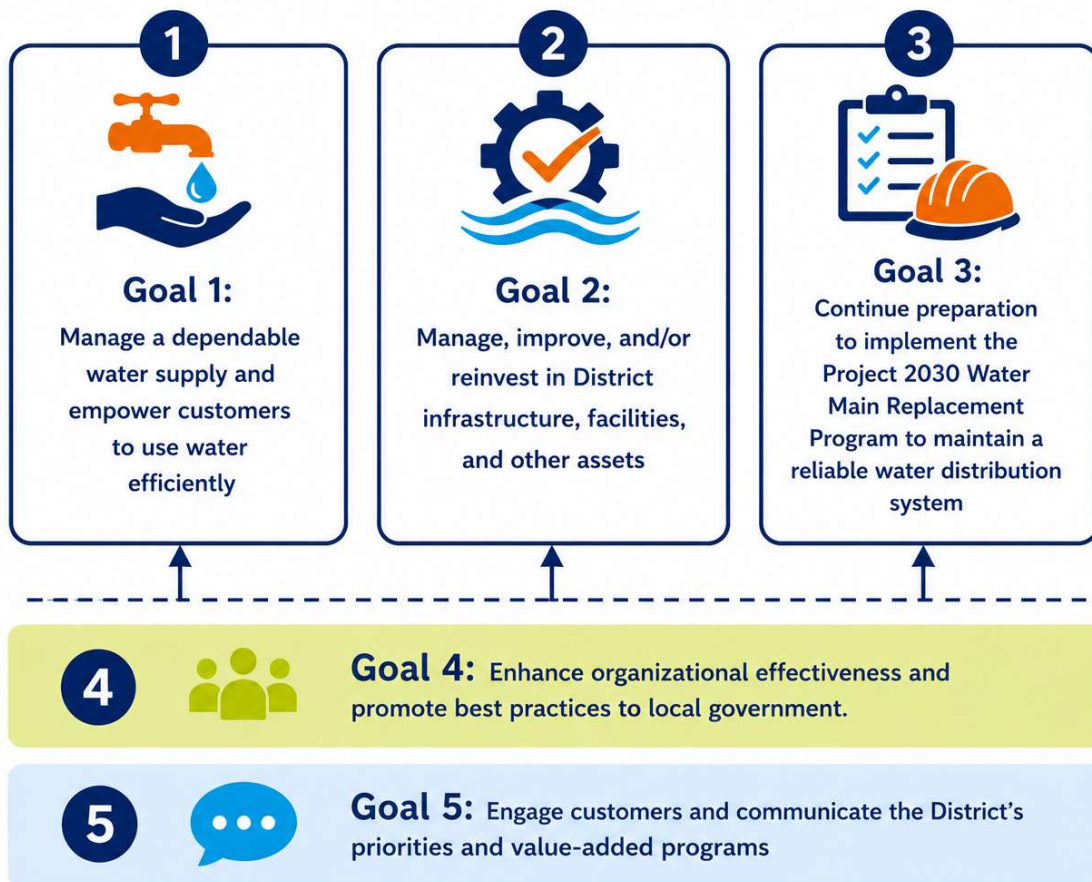 1
Goal 1:
Manage a dependable
water supply and
empower customers
to use water
efficiently
2
Goal 2:
Manage, improve, and/or
reinvest in District
infrastructure, facilities,
and other assets
3
Goal 3:
Continue preparation
to implement the
Project 2030 Water
Main Replacement
Program to maintain a
reliable water distribution
system
4
Goal 4: Enhance organizational effectiveness and
promote best practices to local government.
5
Goal 5: Engage customers and communicate the District's
priorities and value-added programs